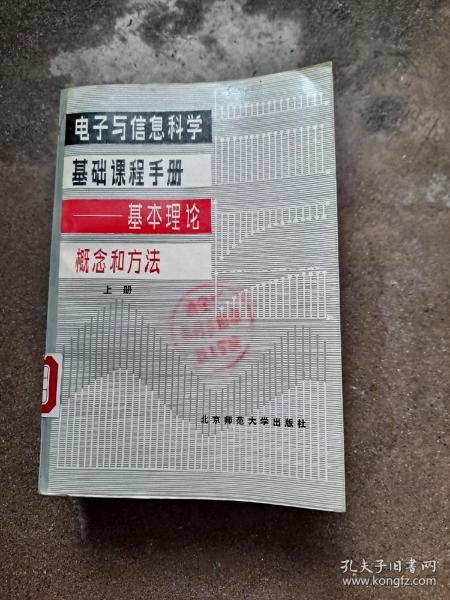 电子与信息科学
基础课程手册
——基本理论
概念和方法
上册
北京师范大学出版社
孔夫子旧书网
www.kongfz.com